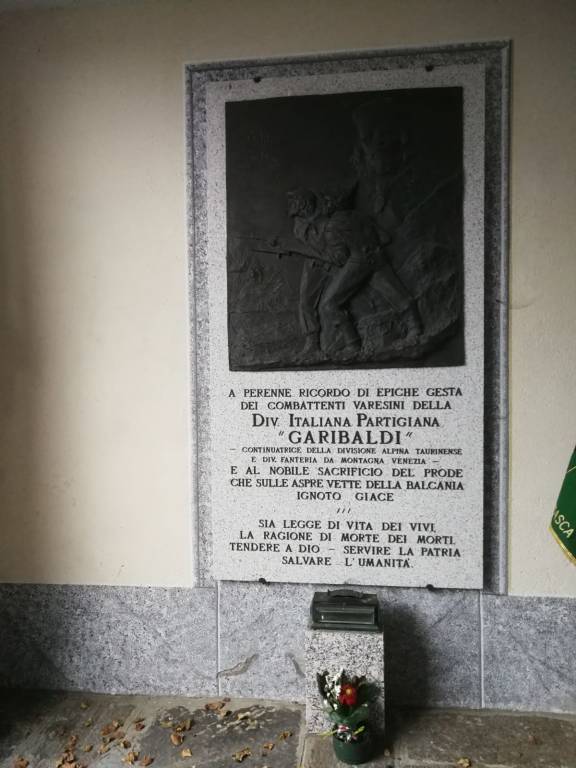 A PERENNE RICORDO DI EPICHE GESTA
DEI COMBATTENTI VARESINI DELLA
DIV. ITALIANA PARTIGIANA
"GARIBALDI"
- CONTINUATRICE DELLA DIVISIONE ALPINA TAURINENSE
E DIV. FANTERIA DA MONTAGNA VENEZIA -
E AL NOBILE SACRIFICIO DEL PRODE
CHE SULLE ASPRE VETTE DELLA BALCANIA
IGNOTO GIACE
///
SIA LEGGE DI VITA DEI VIVI,
LA RAGIONE DI MORTE DEI MORTI.
TENDERE A DIO - SERVIRE LA PATRIA
SALVARE L'UMANITÀ.
ASCA